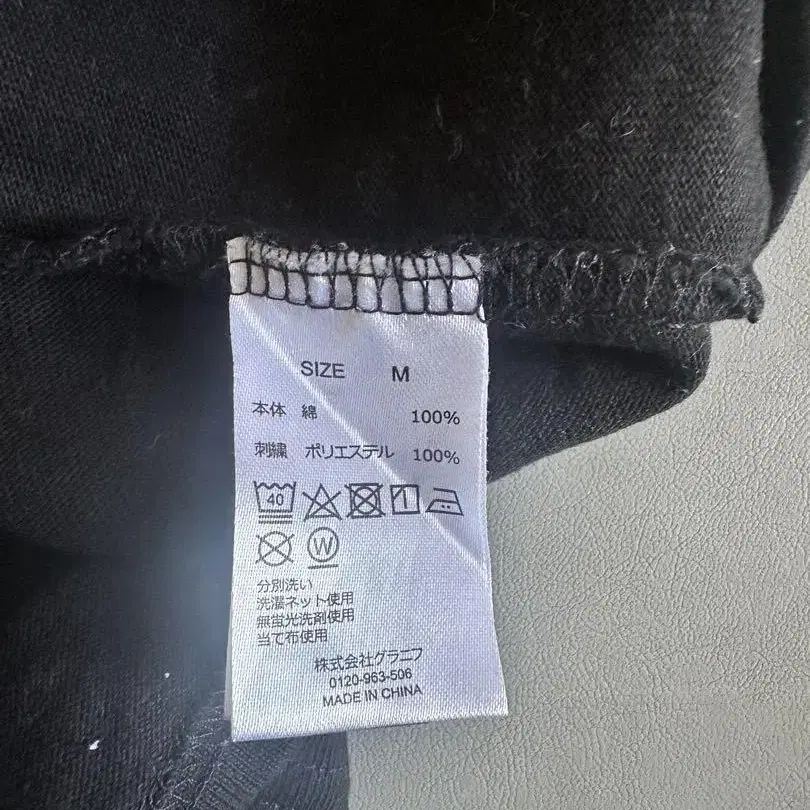 SIZE M
本体 綿 100%
刺繍 ポリエステル 100%
40
W
分別洗い
洗濯ネット使用
無蛍光洗剤使用
当て布使用
株式会社グラニフ
0120-963-506
MADE IN CHINA